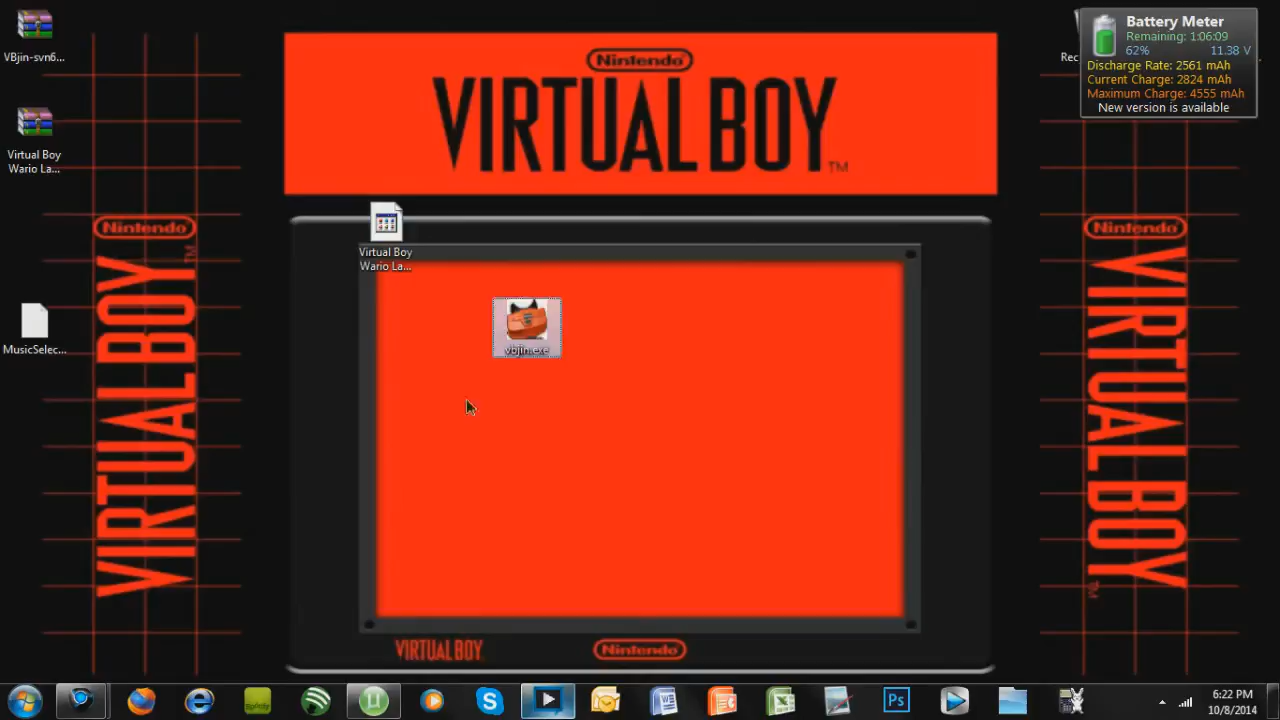 VBjin-svn6...
Virtual Boy
Wario La...
MusicSelec...
Nintendo
VIRTUAL BOY
TM
Nintendo
VIRTUAL BOY
TM
Virtual Boy
Wario La...
vbjin.exe
VIRTUAL BOY
Nintendo
Rec
Battery Meter
Remaining: 1:06:09
62% 11.38 V
Discharge Rate: 2561 mAh
Current Charge: 2824 mAh
Maximum Charge: 4555 mAh
New version is available
Nintendo
VIRTUAL BOY
TM
Ps
6:22 PM
10/8/2014